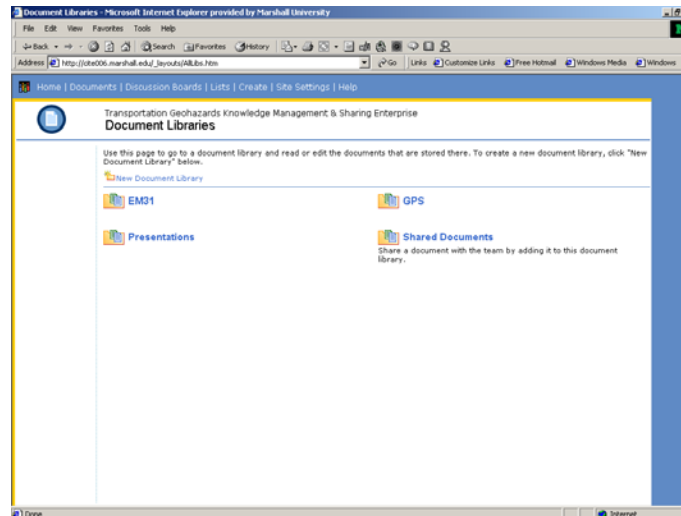 Document Libraries - Microsoft Internet Explorer provided by Marshall University
File Edit View Favorites Tools Help
Back Search Favorites History
Address http://cite006.marshall.edu/_layouts/AllLibs.htm Go Links Customize Links Free Hotmail Windows Media Windows
Home | Documents | Discussion Boards | Lists | Create | Site Settings | Help
Transportation Geohazards Knowledge Management & Sharing Enterprise
Document Libraries
Use this page to go to a document library and read or edit the documents that are stored there. To create a new document library, click "New
Document Library" below.
New Document Library
EM31 GPS
Presentations Shared Documents
Share a document with the team by adding it to this document
library.
Done Internet